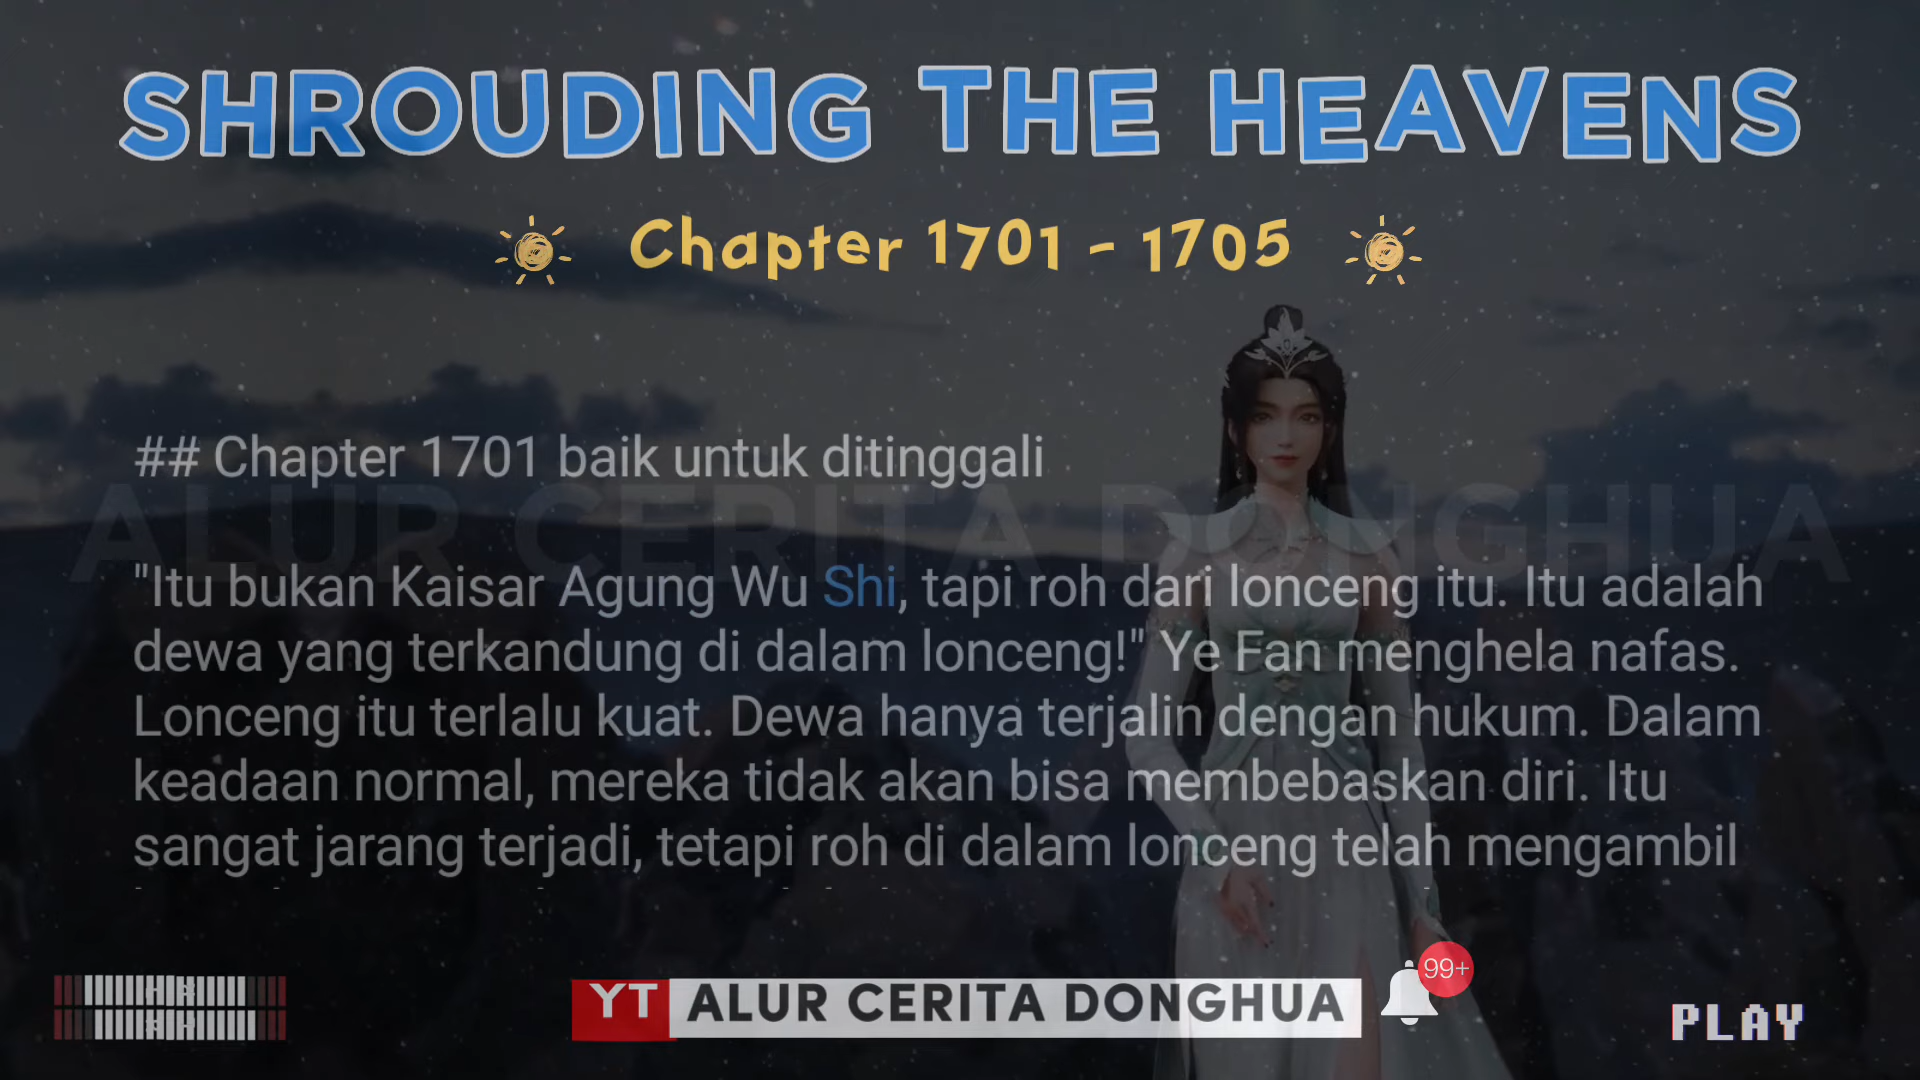 SHROUDING THE HEAVENS
Chapter 1701 - 1705
## Chapter 1701 baik untuk ditinggali
ALUR CERITA DONGHUA
"Itu bukan Kaisar Agung Wu Shi, tapi roh dari lonceng itu. Itu adalah
dewa yang terkandung di dalam lonceng!" Ye Fan menghela nafas.
Lonceng itu terlalu kuat. Dewa hanya terjalin dengan hukum. Dalam
keadaan normal, mereka tidak akan bisa membebaskan diri. Itu
sangat jarang terjadi, tetapi roh di dalam lonceng telah mengambil
YT ALUR CERITA DONGHUA
99+
PLAY